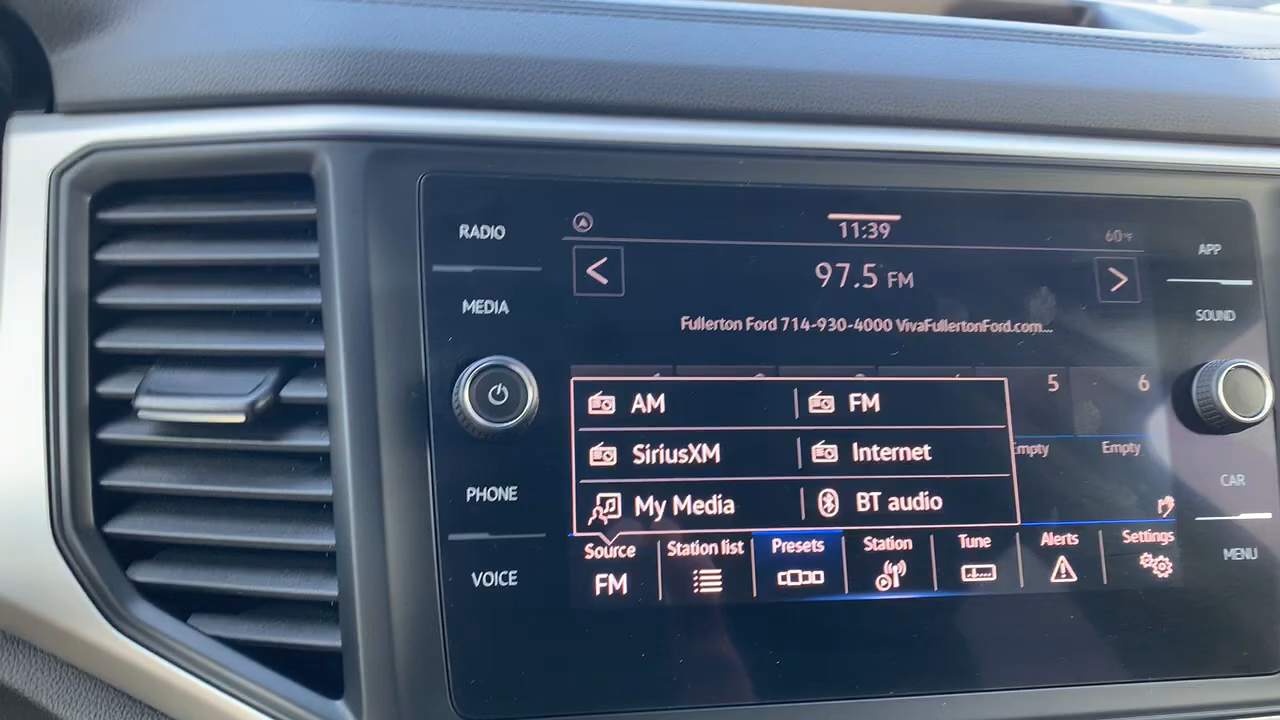 RADIO
MEDIA
PHONE
VOICE
11:39
60°F
97.5 FM
Fullerton Ford 714-930-4000 VivaFullertonFord.com...
5
6
Empty
AM
FM
SiriusXM
Internet
My Media
BT audio
Source
FM
Station list
Presets
Station
Tune
Alerts
Settings
APP
SOUND
CAR
MENU